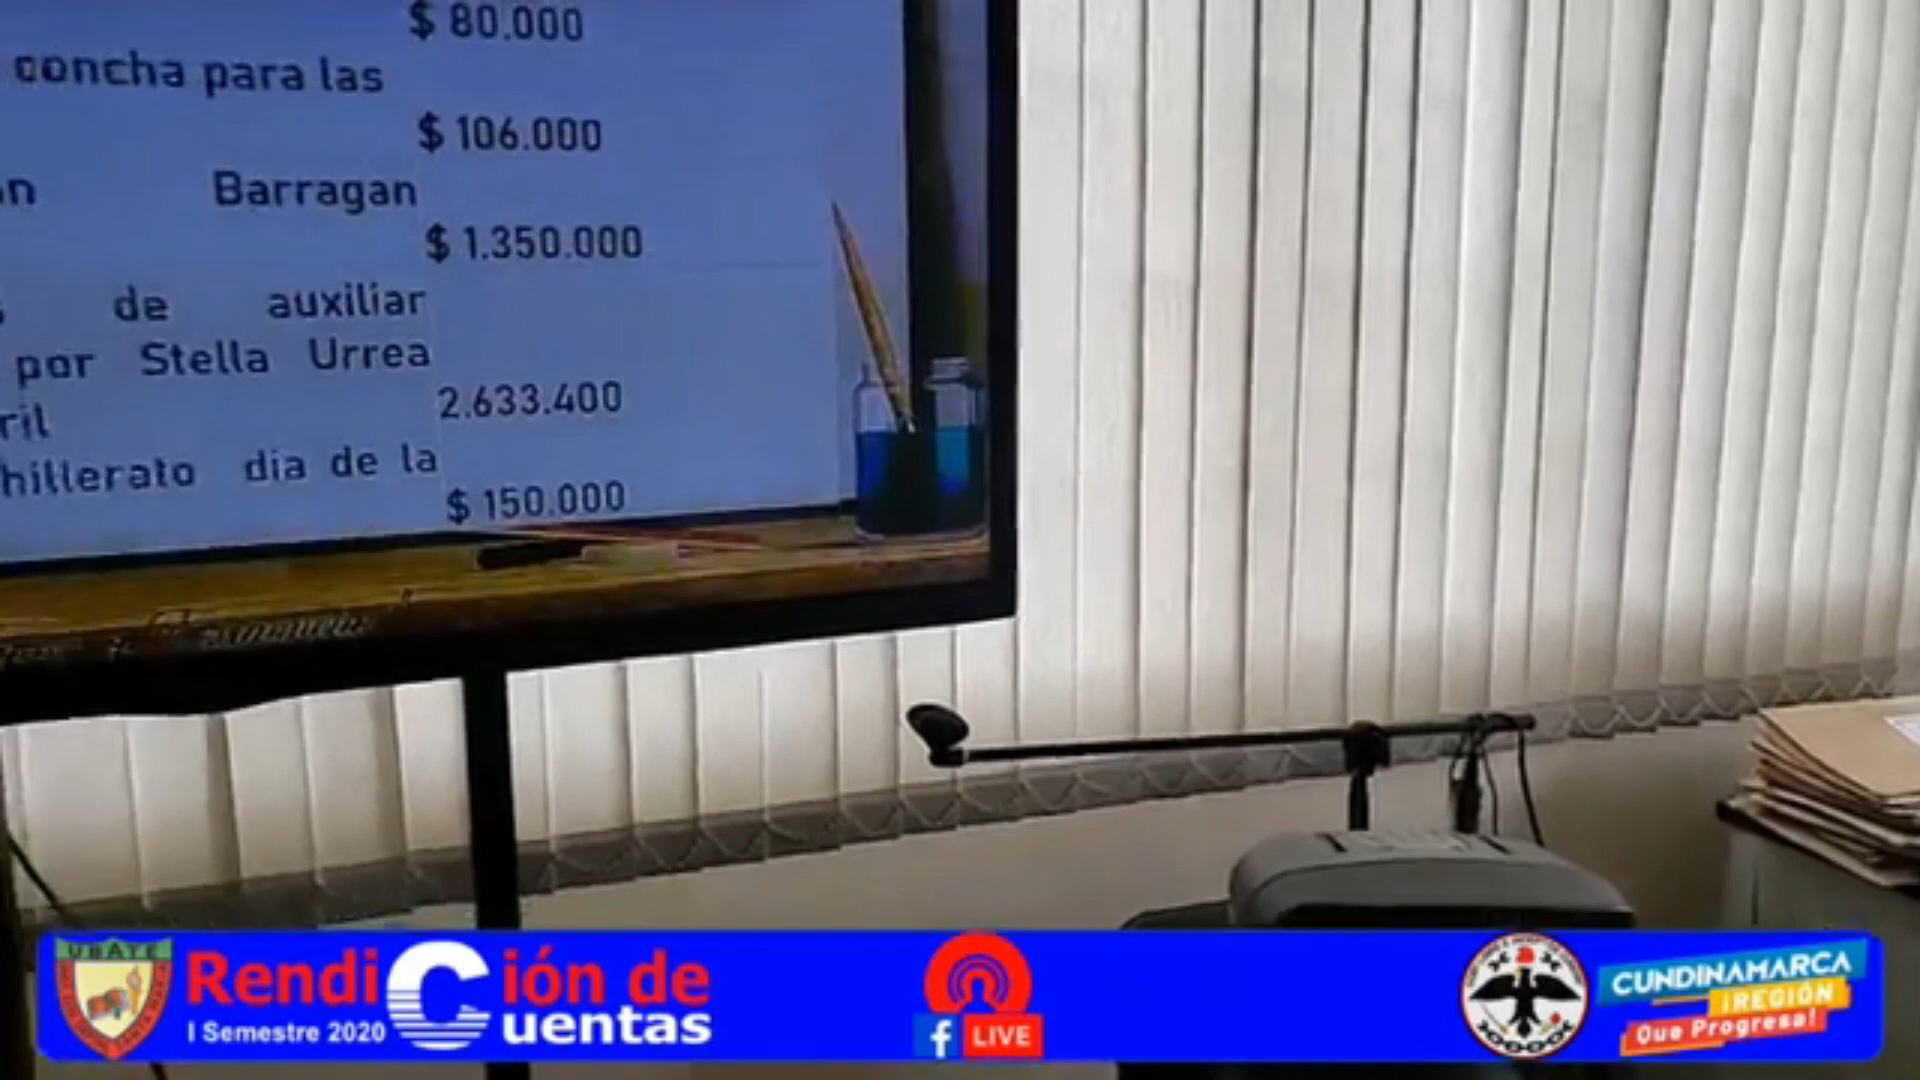 $ 80.000
concha para las
$ 106.000
Barragan
$ 1.350.000
de auxiliar
por Stella Urrea
ril
2.633.400
hillerato dia de la
$ 150.000
UBATE
Rendición de
Cuentas
I Semestre 2020
f LIVE
CUNDINAMARCA
¡REGIÓN
Que Progresa!